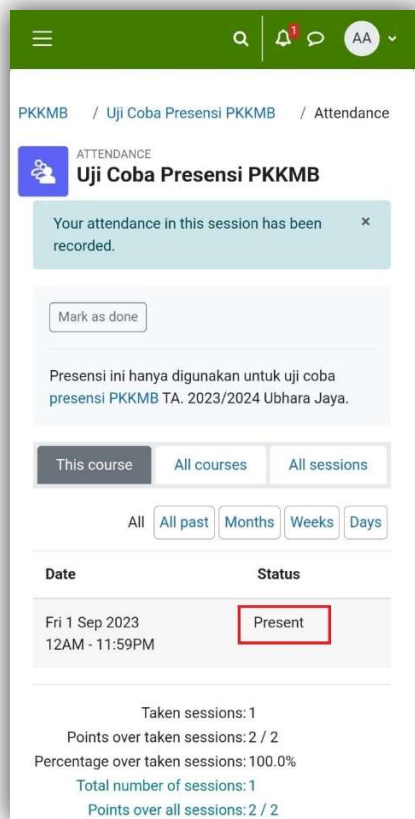 1
AA
PKKMB / Uji Coba Presensi PKKMB / Attendance
ATTENDANCE
Uji Coba Presensi PKKMB
Your attendance in this session has been ×
recorded.
Mark as done
Presensi ini hanya digunakan untuk uji coba
presensi PKKMB TA. 2023/2024 Ubhara Jaya.
This course All courses All sessions
All All past Months Weeks Days
Date Status
Fri 1 Sep 2023 Present
12AM - 11:59PM
Taken sessions: 1
Points over taken sessions: 2 / 2
Percentage over taken sessions: 100.0%
Total number of sessions: 1
Points over all sessions: 2 / 2